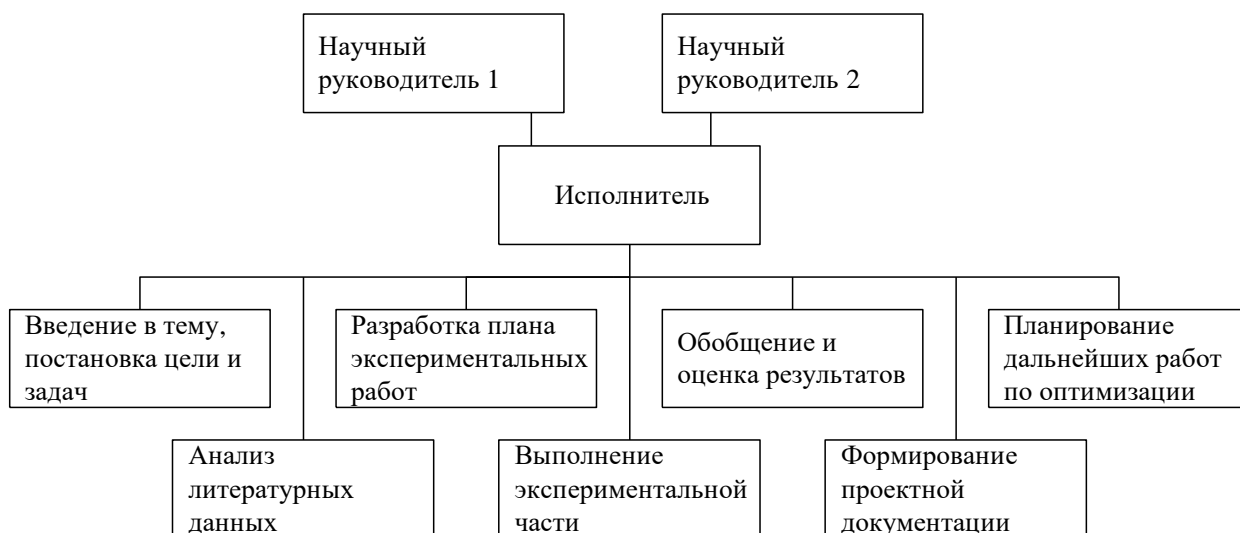 Научный
руководитель 1
Научный
руководитель 2
Исполнитель
Введение в тему,
постановка цели и
задач
Разработка плана
экспериментальных
работ
Обобщение и
оценка результатов
Планирование
дальнейших работ
по оптимизации
Анализ
литературных
данных
Выполнение
экспериментальной
части
Формирование
проектной
документации